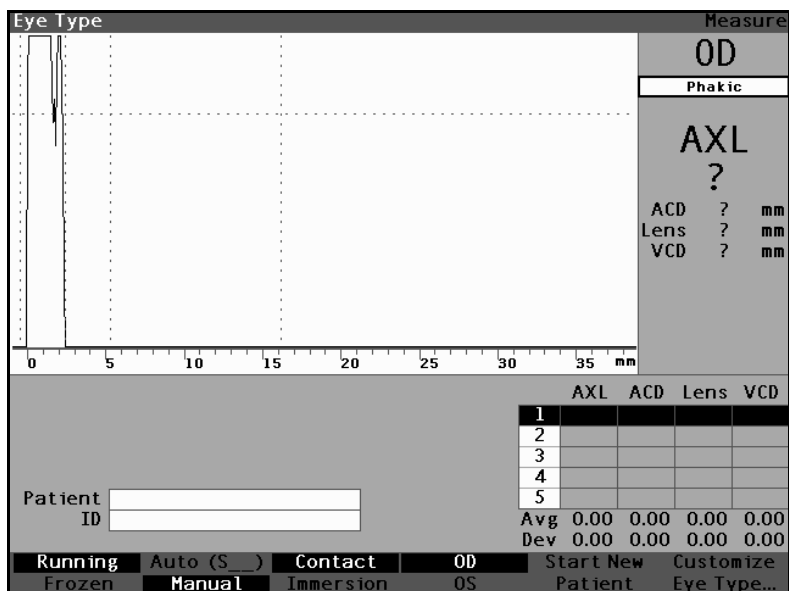 Eye Type Measure
OD
Phakic
AXL
?
ACD ? mm
Lens ? mm
VCD ? mm
0 5 10 15 20 25 30 35 mm
AXL ACD Lens VCD
1
2
3
4
5
Patient
ID
Avg 0.00 0.00 0.00 0.00
Dev 0.00 0.00 0.00 0.00
Running Auto (S__) Contact OD Start New Customize
Frozen Manual Immersion OS Patient Eye Type...